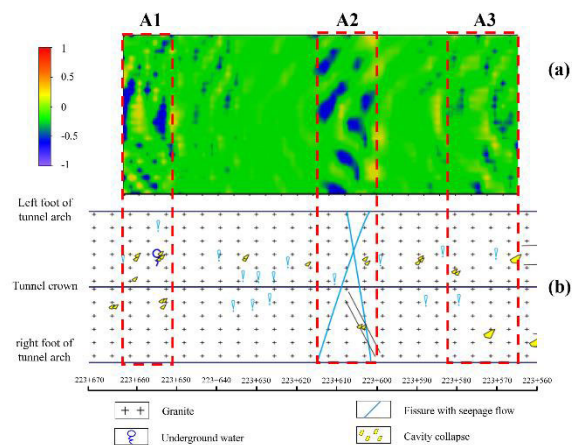 A1 A2 A3
1
0.5
0
-0.5
-1
(a)
Left foot of
tunnel arch
Tunnel crown
(b)
right foot of
tunnel arch
223+670 223+660 223+650 223+640 223+630 223+620 223+610 223+600 223+590 223+570 223+560
Granite
Fissure with seepage flow
Underground water
Cavity collapse